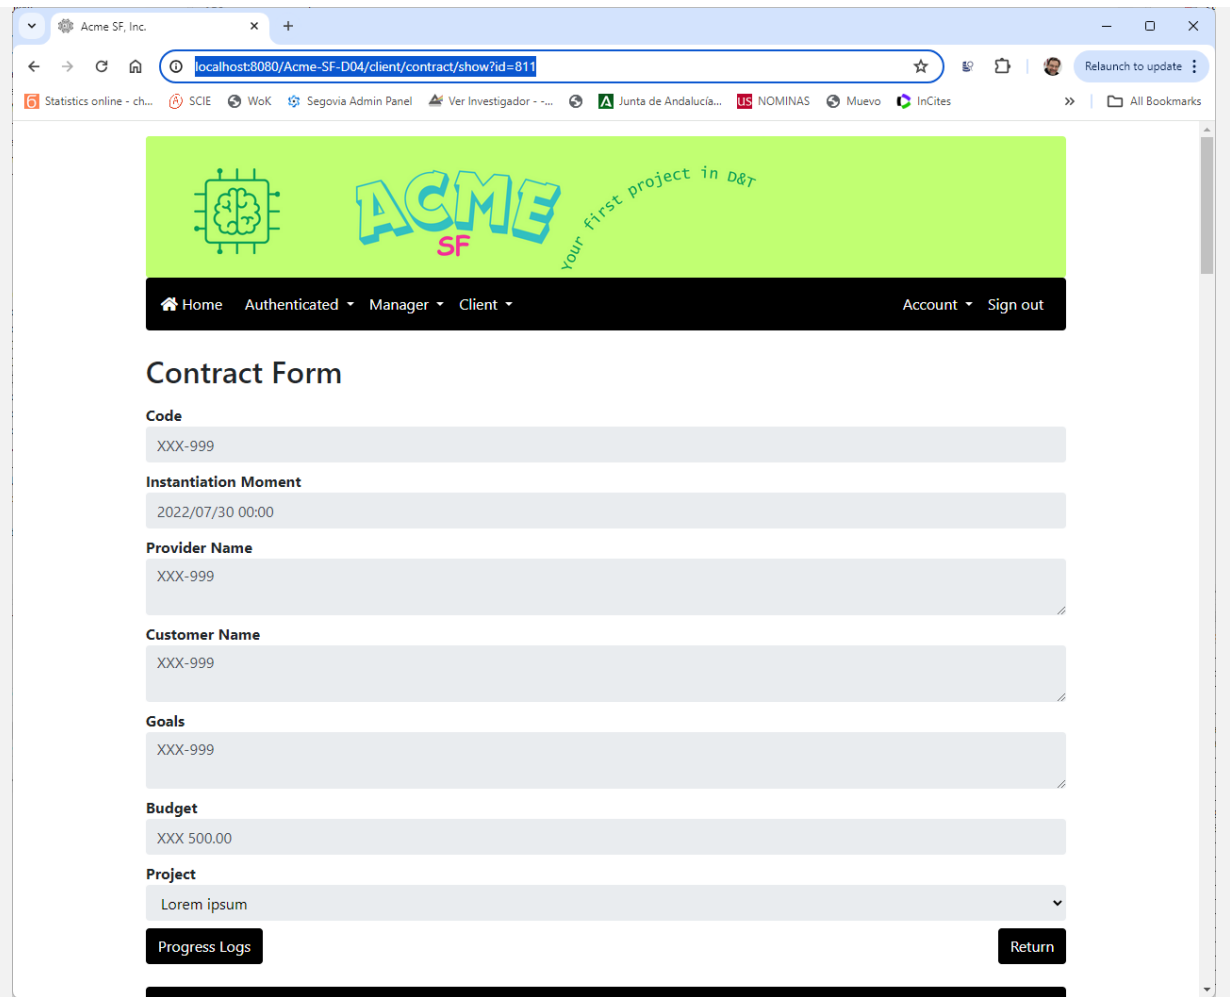 Acme SF, Inc.
localhost:8080/Acme-SF-D04/client/contract/show?id=811
Relaunch to update
Statistics online - ch... SCIE WoK Segovia Admin Panel Ver Investigador - -... Junta de Andalucía... US NOMINAS Muevo InCites » All Bookmarks
ACME
SF
Your first project in D&T
Home Authenticated Manager Client Account Sign out
Contract Form
Code
XXX-999
Instantiation Moment
2022/07/30 00:00
Provider Name
XXX-999
Customer Name
XXX-999
Goals
XXX-999
Budget
XXX 500.00
Project
Lorem ipsum
Progress Logs Return